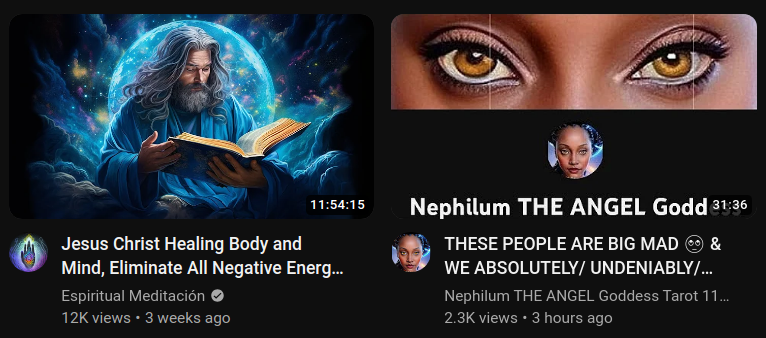 11:54:15
Nephilum THE ANGEL Goddess
31:36
Jesus Christ Healing Body and
Mind, Eliminate All Negative Energ...
Espiritual Meditación
12K views • 3 weeks ago
THESE PEOPLE ARE BIG MAD 🥺 &
WE ABSOLUTELY/ UNDENIABLY/...
Nephilum THE ANGEL Goddess Tarot 11...
2.3K views • 3 hours ago